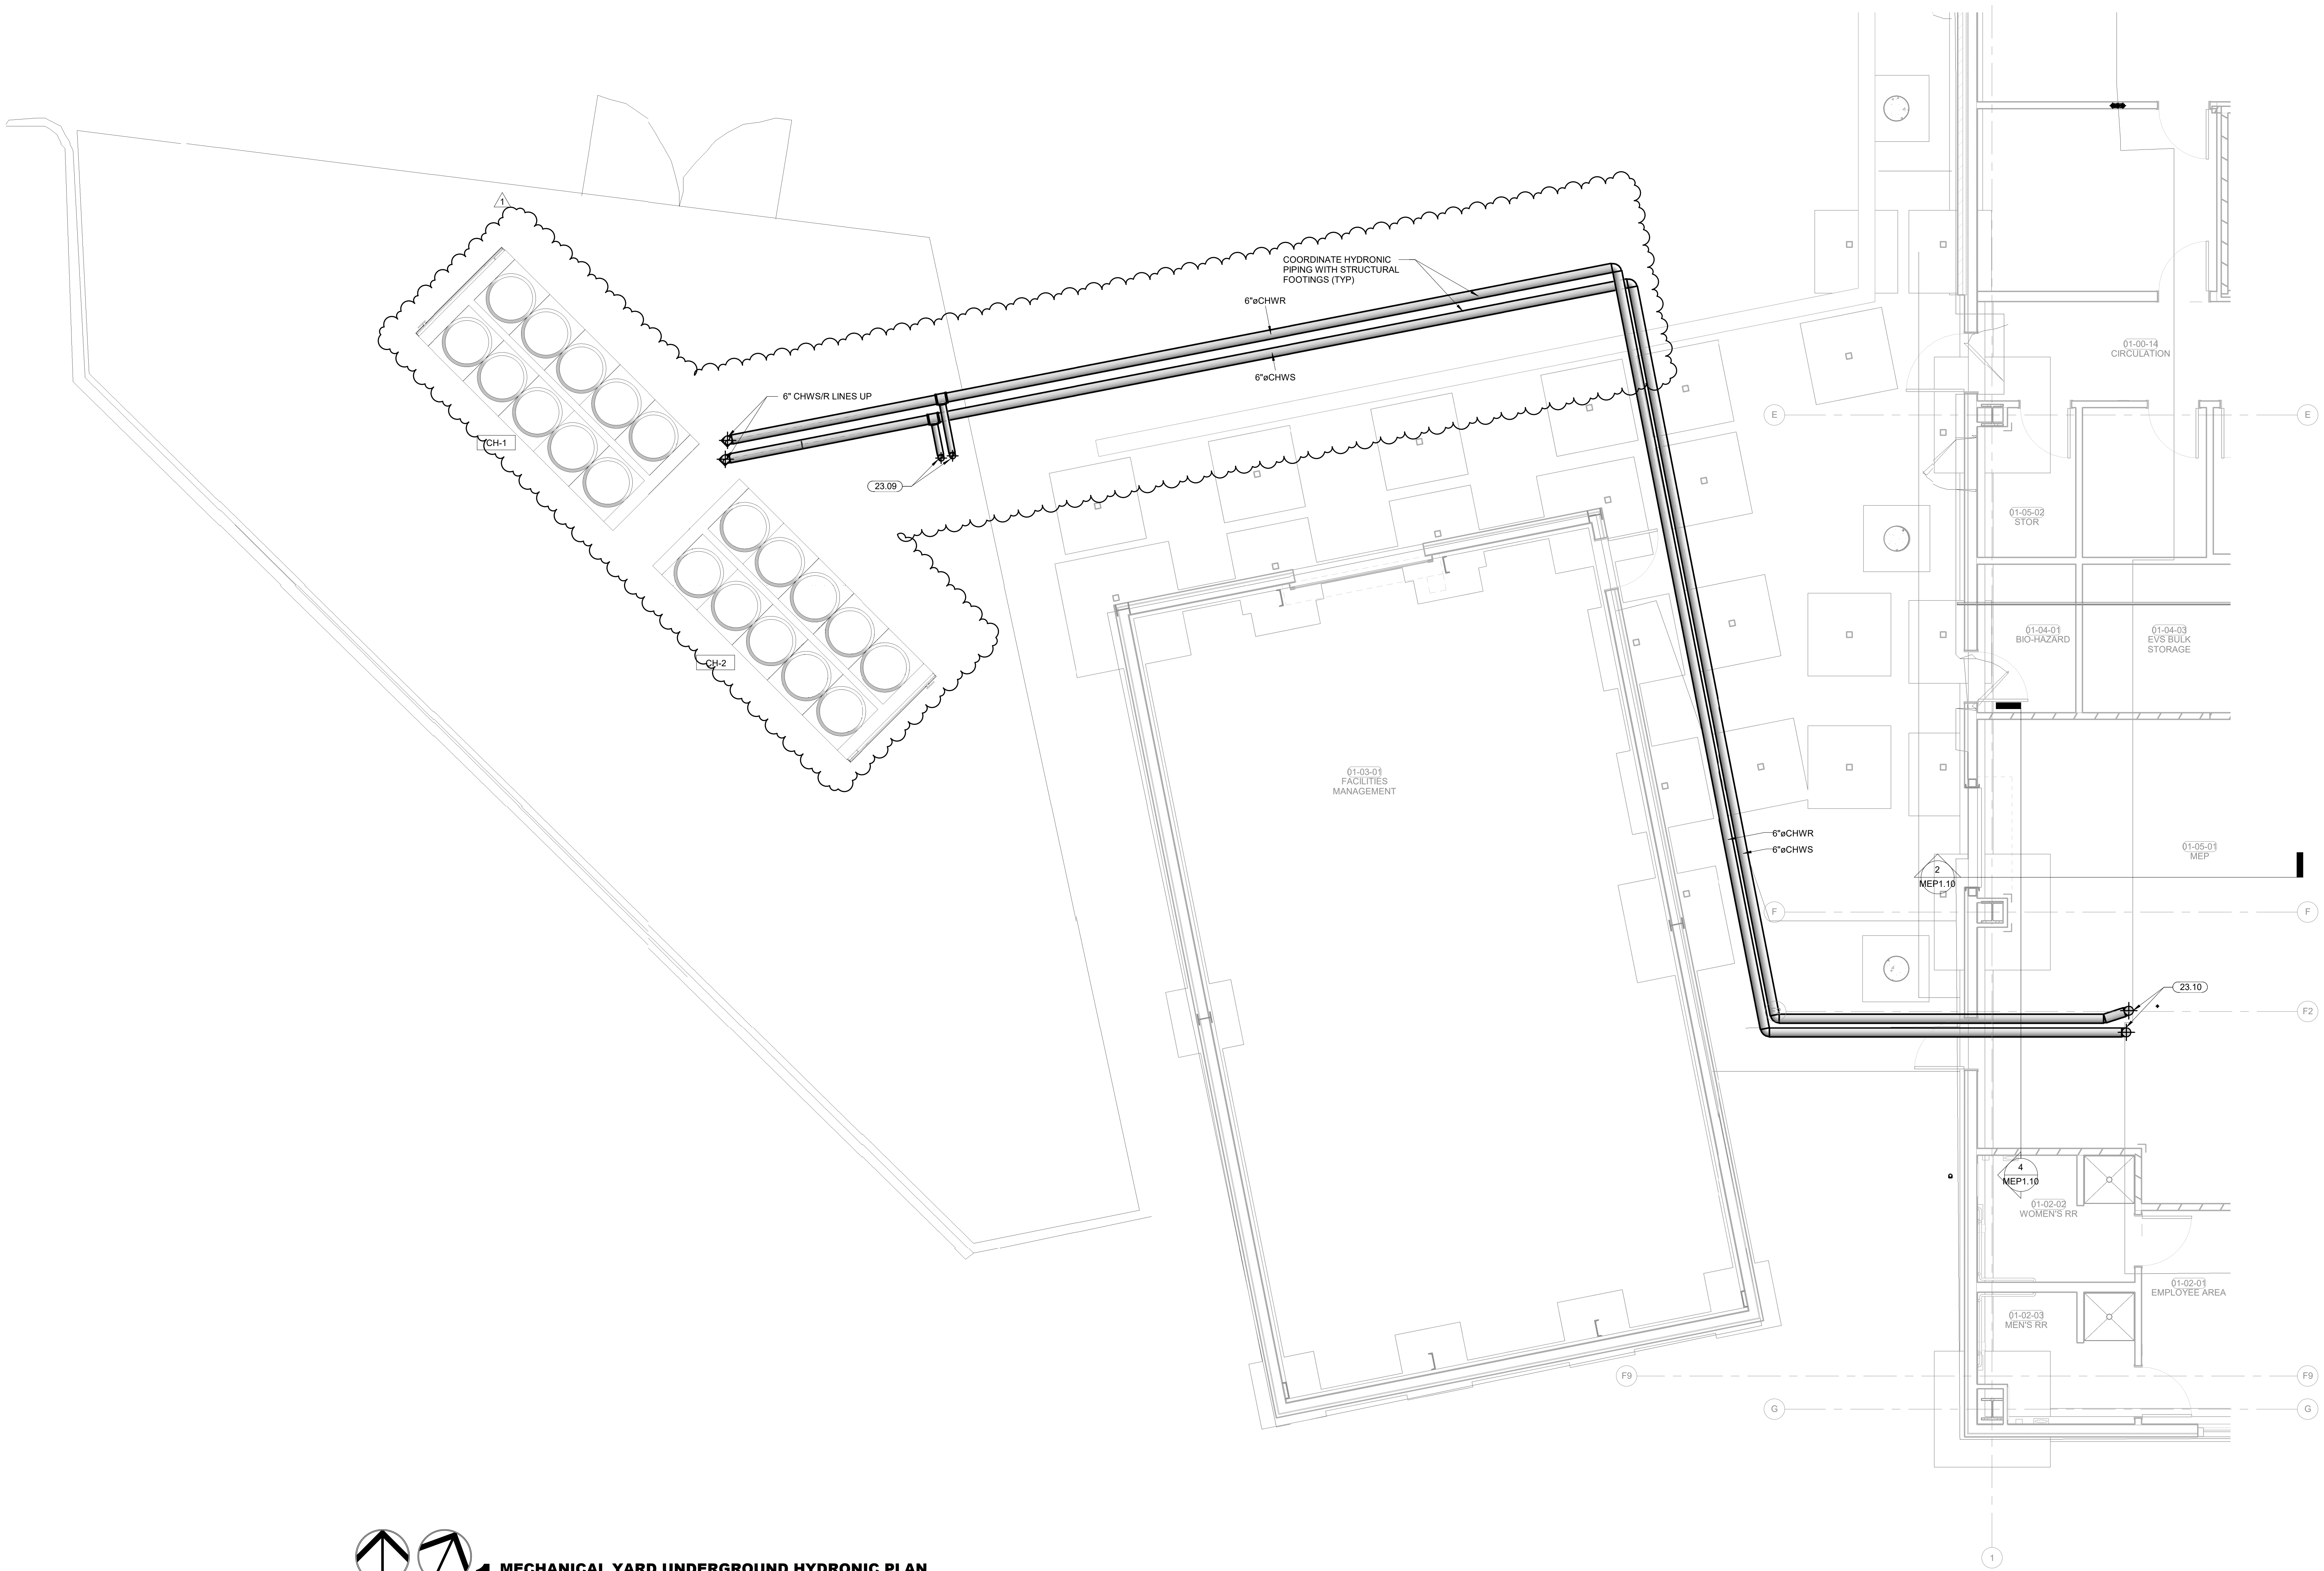 1
COORDINATE HYDRONIC
PIPING WITH STRUCTURAL
FOOTINGS (TYP)
6"øCHWR
6"øCHWS
6" CHWS/R LINES UP
23.09
CH-1
CH-2
01-00-14
CIRCULATION
E
E
01-05-02
STOR
01-04-01
BIO-HAZARD
01-04-03
EVS BULK
STORAGE
01-03-01
FACILITIES
MANAGEMENT
6"øCHWR
6"øCHWS
01-05-01
MEP
2
MEP1.10
F
F
23.10
F2
4
MEP1.10
01-02-02
WOMEN'S RR
01-02-01
EMPLOYEE AREA
01-02-03
MEN'S RR
F9
F9
G
G
1
1 MECHANICAL YARD UNDERGROUND HYDRONIC PLAN